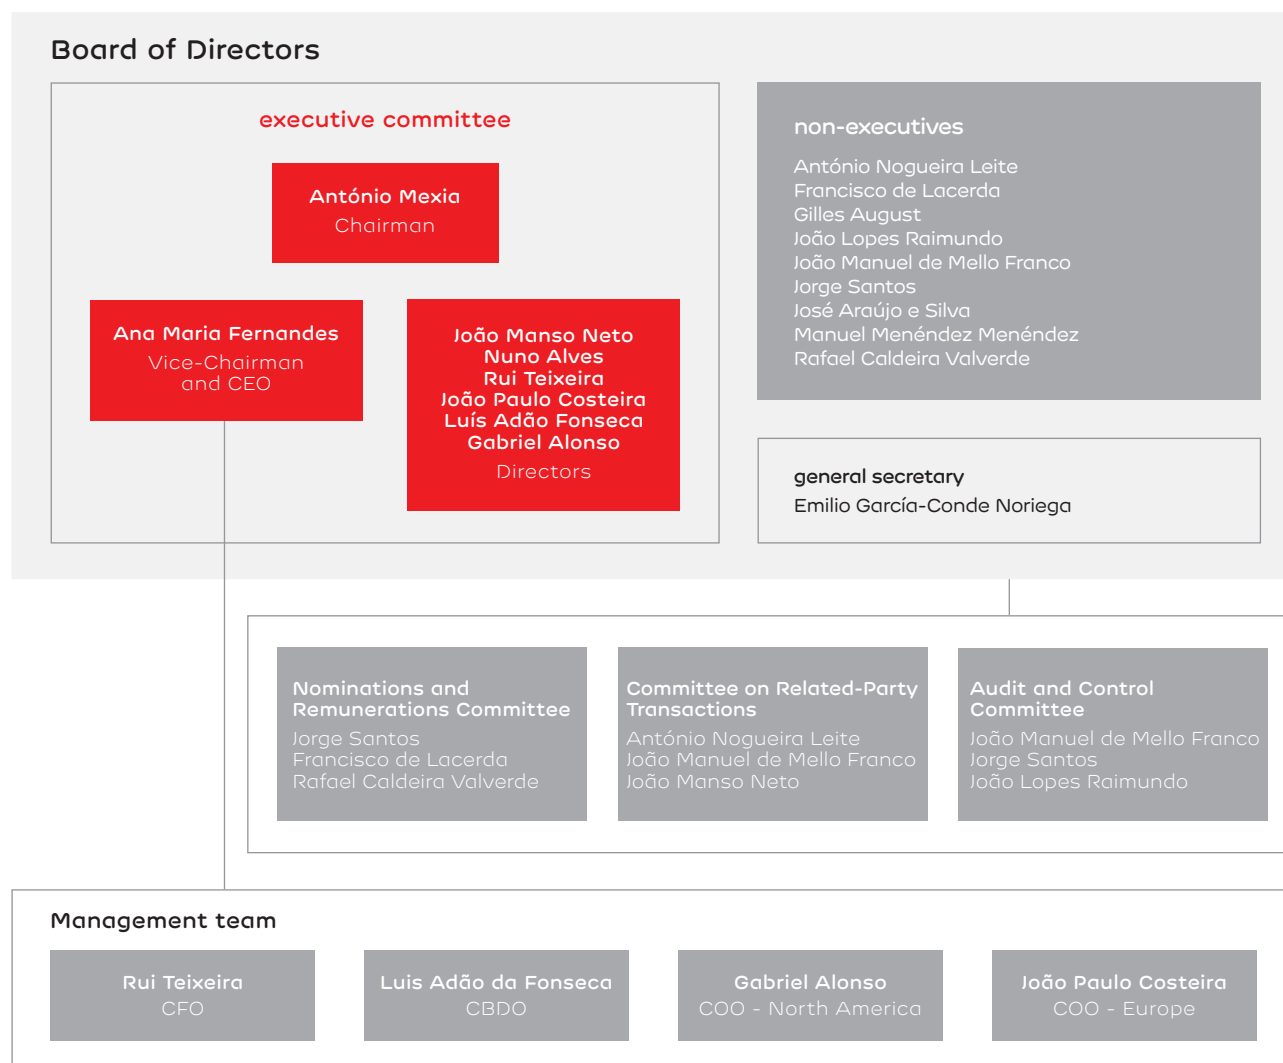 Board of Directors
executive committee
António Mexia
Chairman
Ana Maria Fernandes
Vice-Chairman
and CEO
João Manso Neto
Nuno Alves
Rui Teixeira
João Paulo Costeira
Luís Adão Fonseca
Gabriel Alonso
Directors
non-executives
António Nogueira Leite
Francisco de Lacerda
Gilles August
João Lopes Raimundo
João Manuel de Mello Franco
Jorge Santos
José Araújo e Silva
Manuel Menéndez Menéndez
Rafael Caldeira Valverde
general secretary
Emilio García-Conde Noriega
Nominations and
Remunerations Committee
Jorge Santos
Francisco de Lacerda
Rafael Caldeira Valverde
Committee on Related-Party
Transactions
António Nogueira Leite
João Manuel de Mello Franco
João Manso Neto
Audit and Control
Committee
João Manuel de Mello Franco
Jorge Santos
João Lopes Raimundo
Management team
Rui Teixeira
CFO
Luis Adão da Fonseca
CBDO
Gabriel Alonso
COO - North America
João Paulo Costeira
COO - Europe